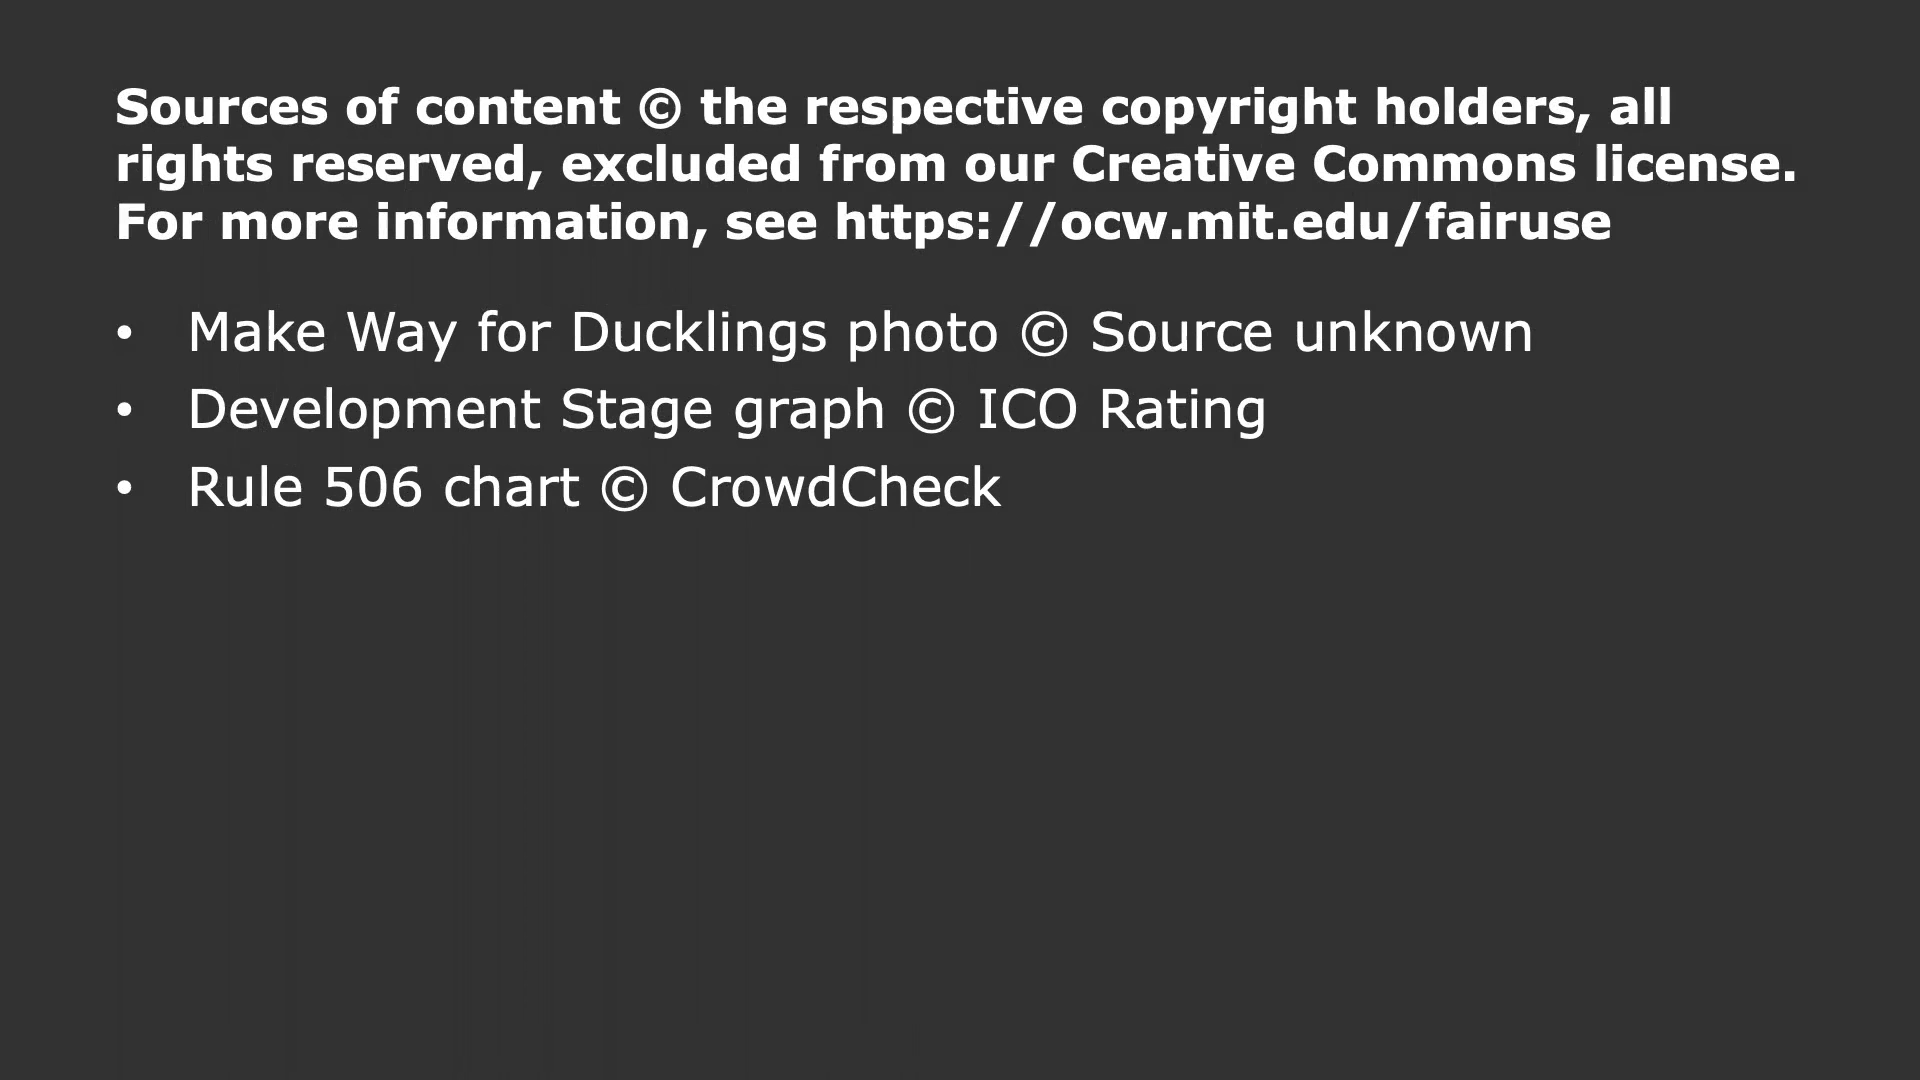 Sources of content © the respective copyright holders, all
rights reserved, excluded from our Creative Commons license.
For more information, see https://ocw.mit.edu/fairuse
• Make Way for Ducklings photo © Source unknown
• Development Stage graph © ICO Rating
• Rule 506 chart © CrowdCheck